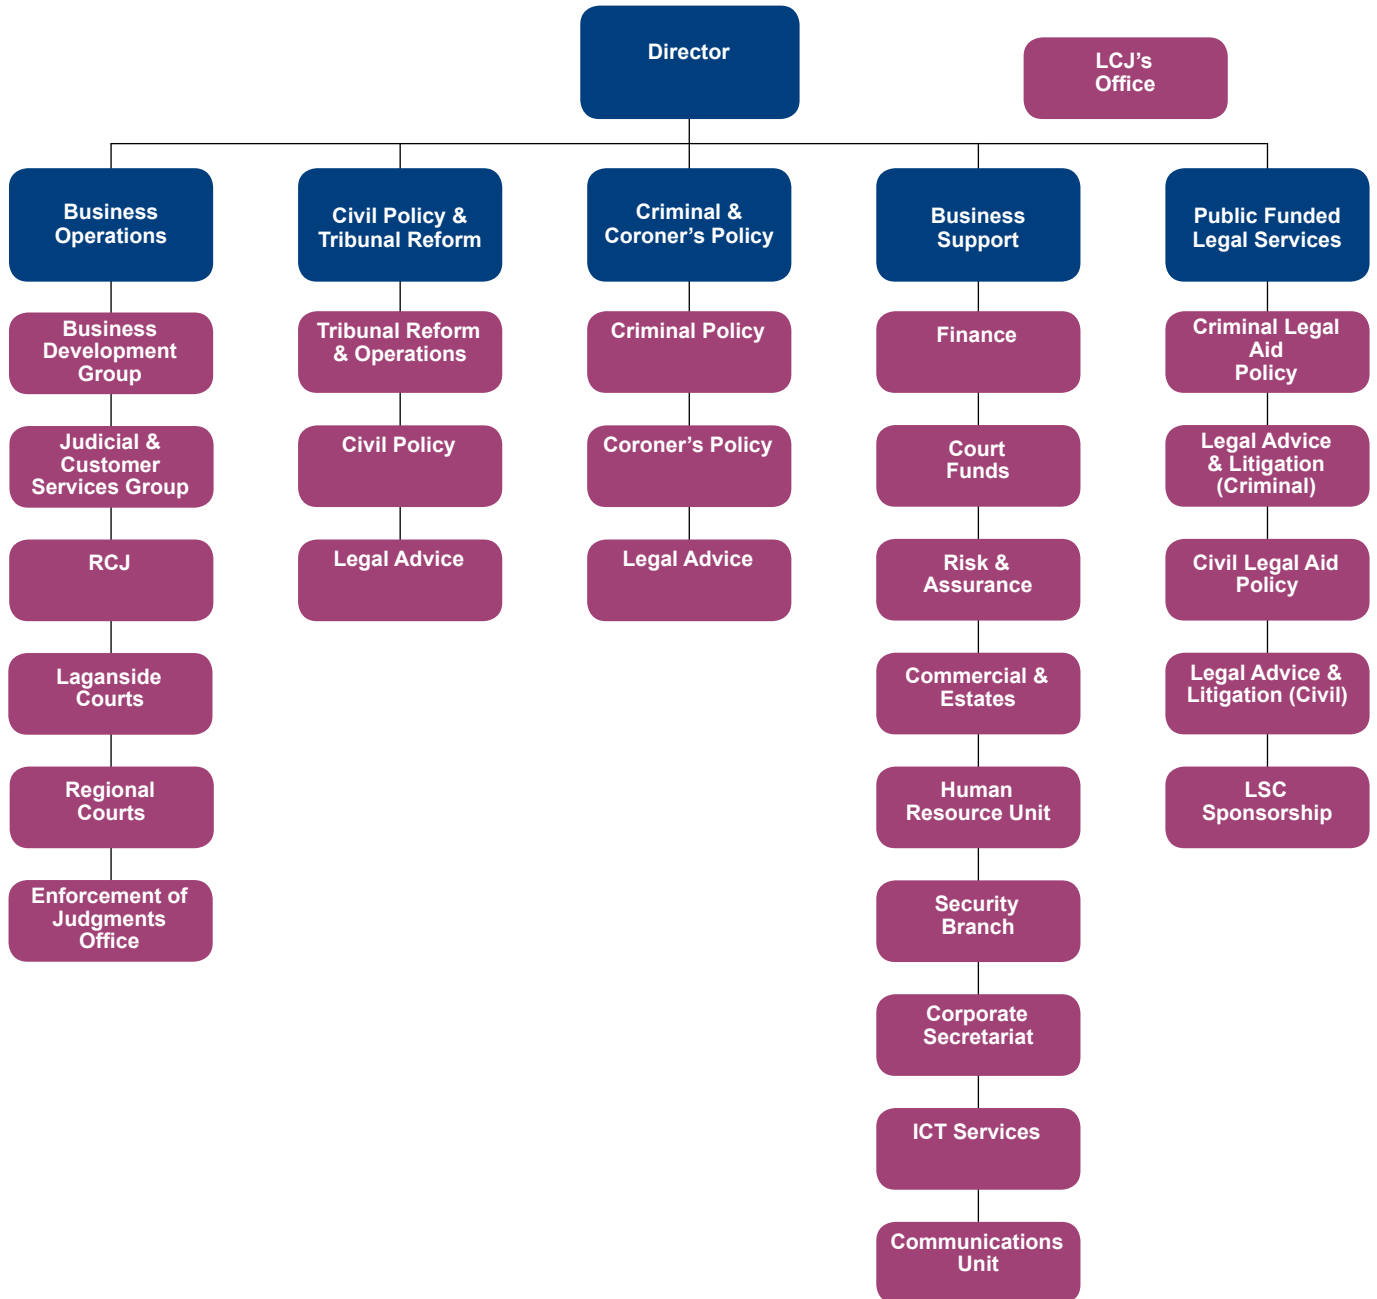 Director
LCJ's
Office
Business
Operations
Civil Policy &
Tribunal Reform
Criminal &
Coroner's Policy
Business
Support
Public Funded
Legal Services
Business
Development
Group
Judicial &
Customer
Services Group
RCJ
Laganside
Courts
Regional
Courts
Enforcement of
Judgments
Office
Tribunal Reform
& Operations
Civil Policy
Legal Advice
Criminal Policy
Coroner's Policy
Legal Advice
Finance
Court
Funds
Risk &
Assurance
Commercial &
Estates
Human
Resource Unit
Security
Branch
Corporate
Secretariat
ICT Services
Communications
Unit
Criminal Legal
Aid
Policy
Legal Advice
& Litigation
(Criminal)
Civil Legal Aid
Policy
Legal Advice &
Litigation (Civil)
LSC
Sponsorship